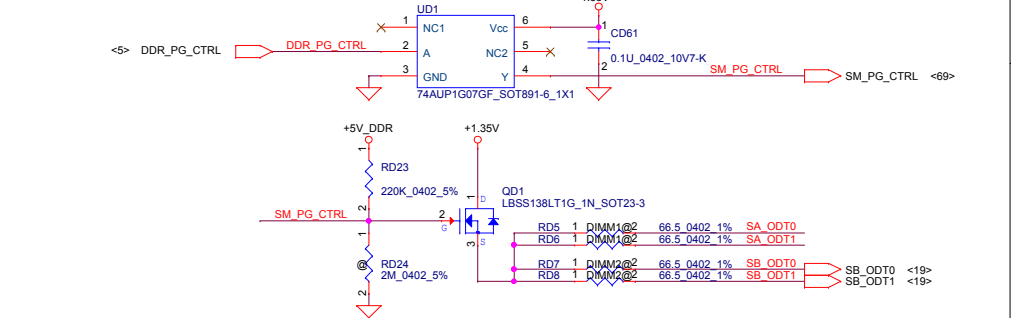 UD1
1 NC1 Vcc 6
1
CD61
<5> DDR_PG_CTRL DDR_PG_CTRL 2 A NC2 5
0.1U_0402_10V7-K
2
3 GND Y 4 SM_PG_CTRL SM_PG_CTRL <69>
74AUP1G07GF_SOT891-6_1X1
+5V_DDR +1.35V
1
RD23
220K_0402_5%
2
1 D
QD1
LBSS138LT1G_1N_SOT23-3
SM_PG_CTRL 2 G
S 3
1
@ RD24
2M_0402_5%
2
RD5 1 DIMM1@2 66.5_0402_1% SA_ODT0
RD6 1 DIMM1@2 66.5_0402_1% SA_ODT1
RD7 1 DIMM2@2 66.5_0402_1% SB_ODT0 SB_ODT0 <19>
RD8 1 DIMM2@2 66.5_0402_1% SB_ODT1 SB_ODT1 <19>